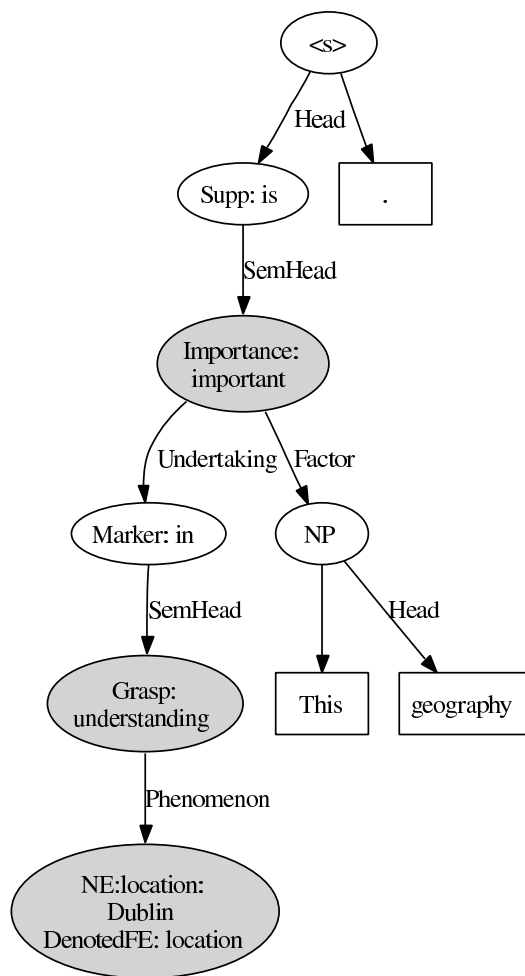 <s>
Head
Supp: is
.
SemHead
Importance:
important
Undertaking
Factor
Marker: in
NP
SemHead
Head
Grasp:
understanding
This
geography
Phenomenon
NE:location:
Dublin
DenotedFE: location